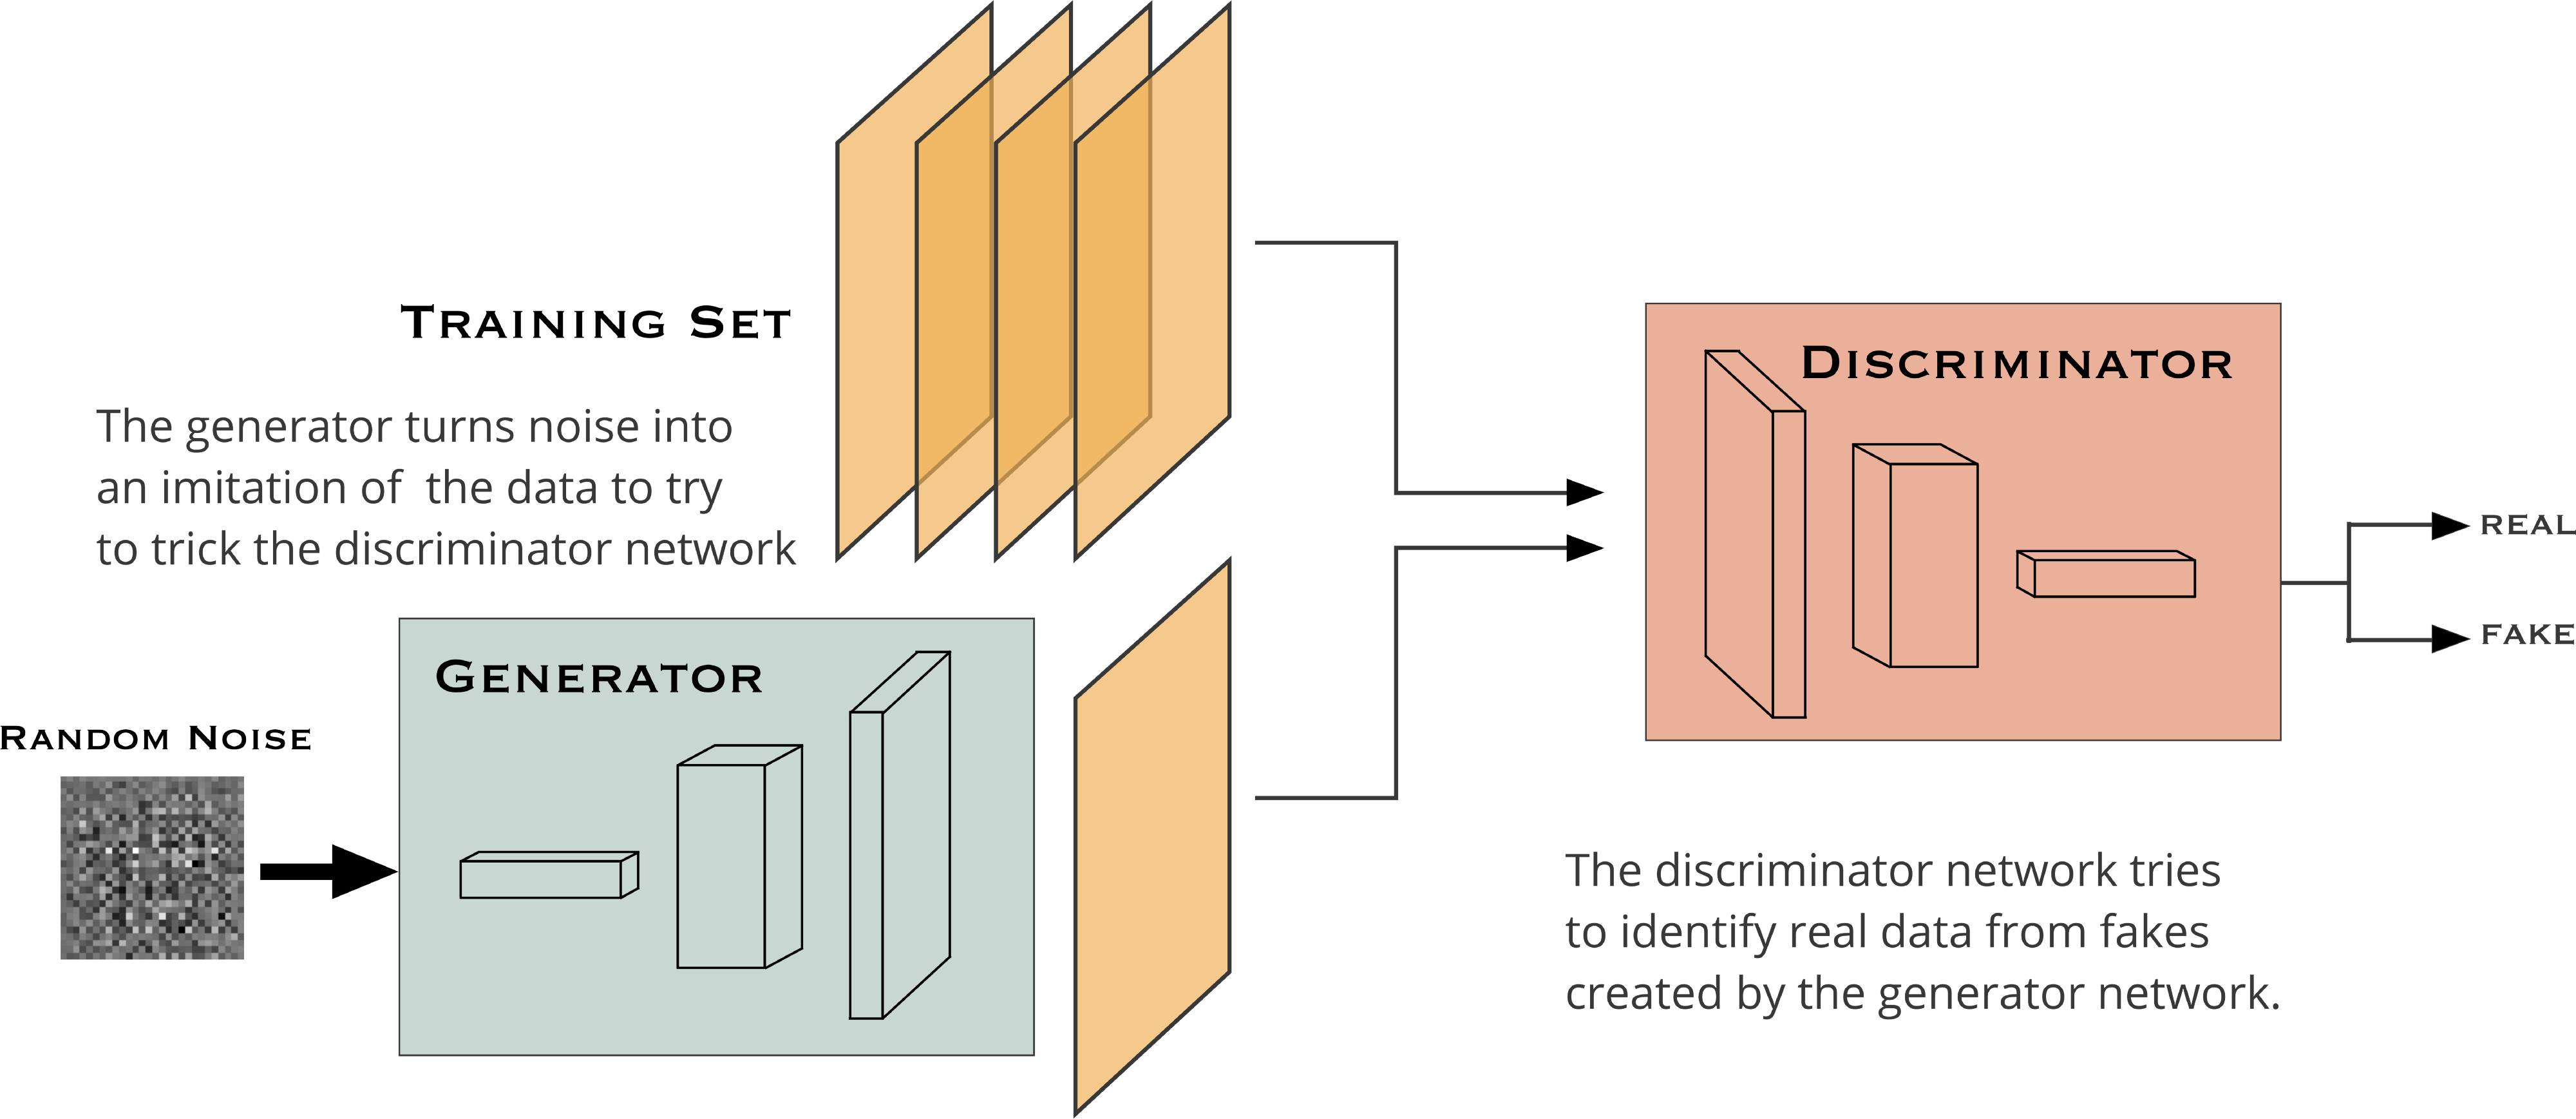 TRAINING SET
The generator turns noise into
an imitation of  the data to try
to trick the discriminator network
GENERATOR
RANDOM NOISE
DISCRIMINATOR
REAL
FAKE
The discriminator network tries
to identify real data from fakes
created by the generator network.